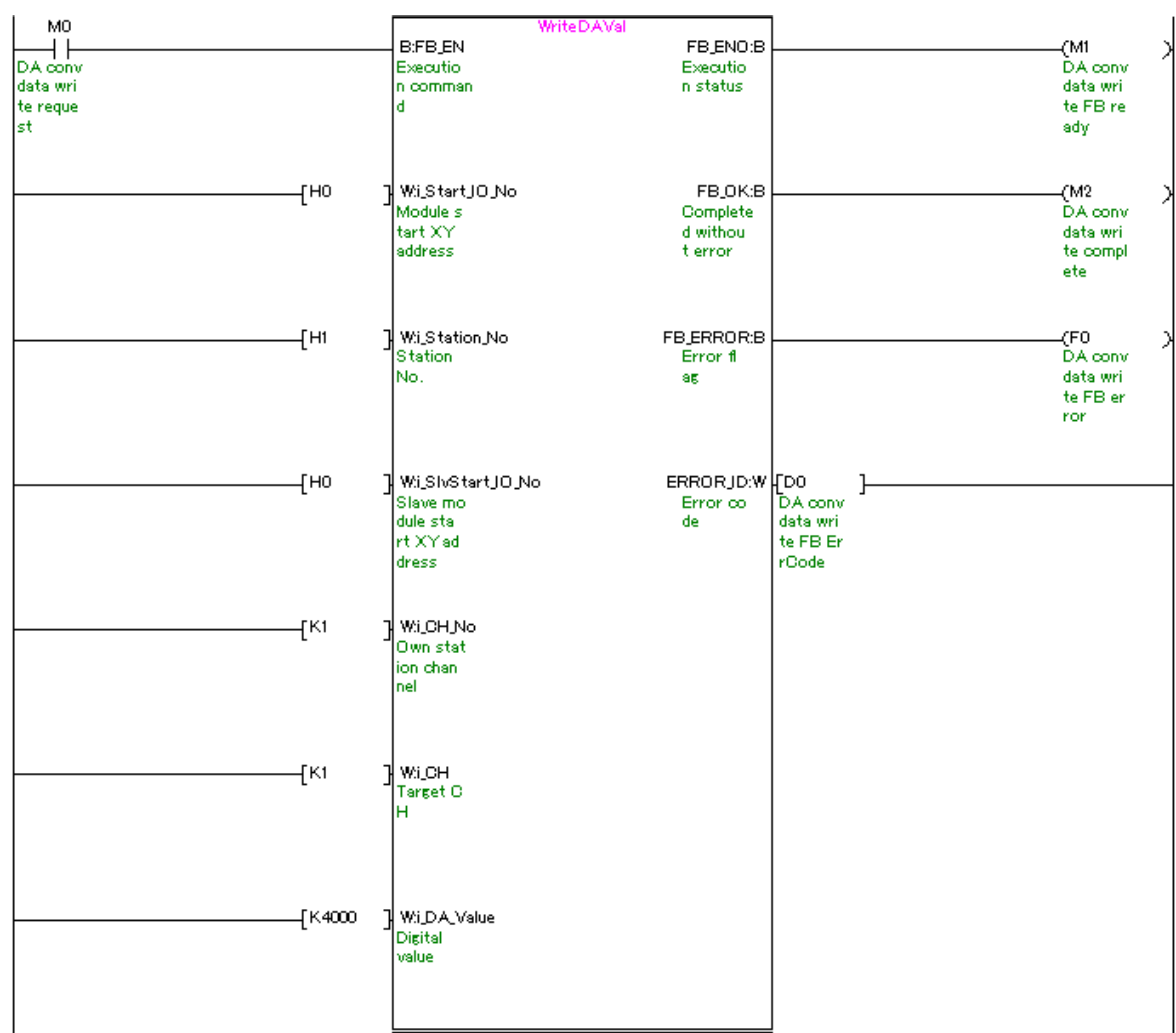 M0
WriteDAVal
B:FB_EN
FB_ENO:B
M1
DA conv
data wri
te reque
st
Executio
n comman
d
Executio
n status
DA conv
data wri
te FB re
ady
H0
W:i_Start_IO_No
FB_OK:B
M2
Module s
tart XY
address
Complete
d withou
t error
DA conv
data wri
te compl
ete
H1
W:i_Station_No
FB_ERROR:B
F0
Station
No.
Error fl
ag
DA conv
data wri
te FB er
ror
H0
W:i_SlvStart_IO_No
ERROR_ID:W
D0
Slave mo
dule sta
rt XY ad
dress
Error co
de
DA conv
data wri
te FB Er
rCode
K1
W:i_CH_No
Own stat
ion chan
nel
K1
W:i_CH
Target C
H
K4000
W:i_DA_Value
Digital
value